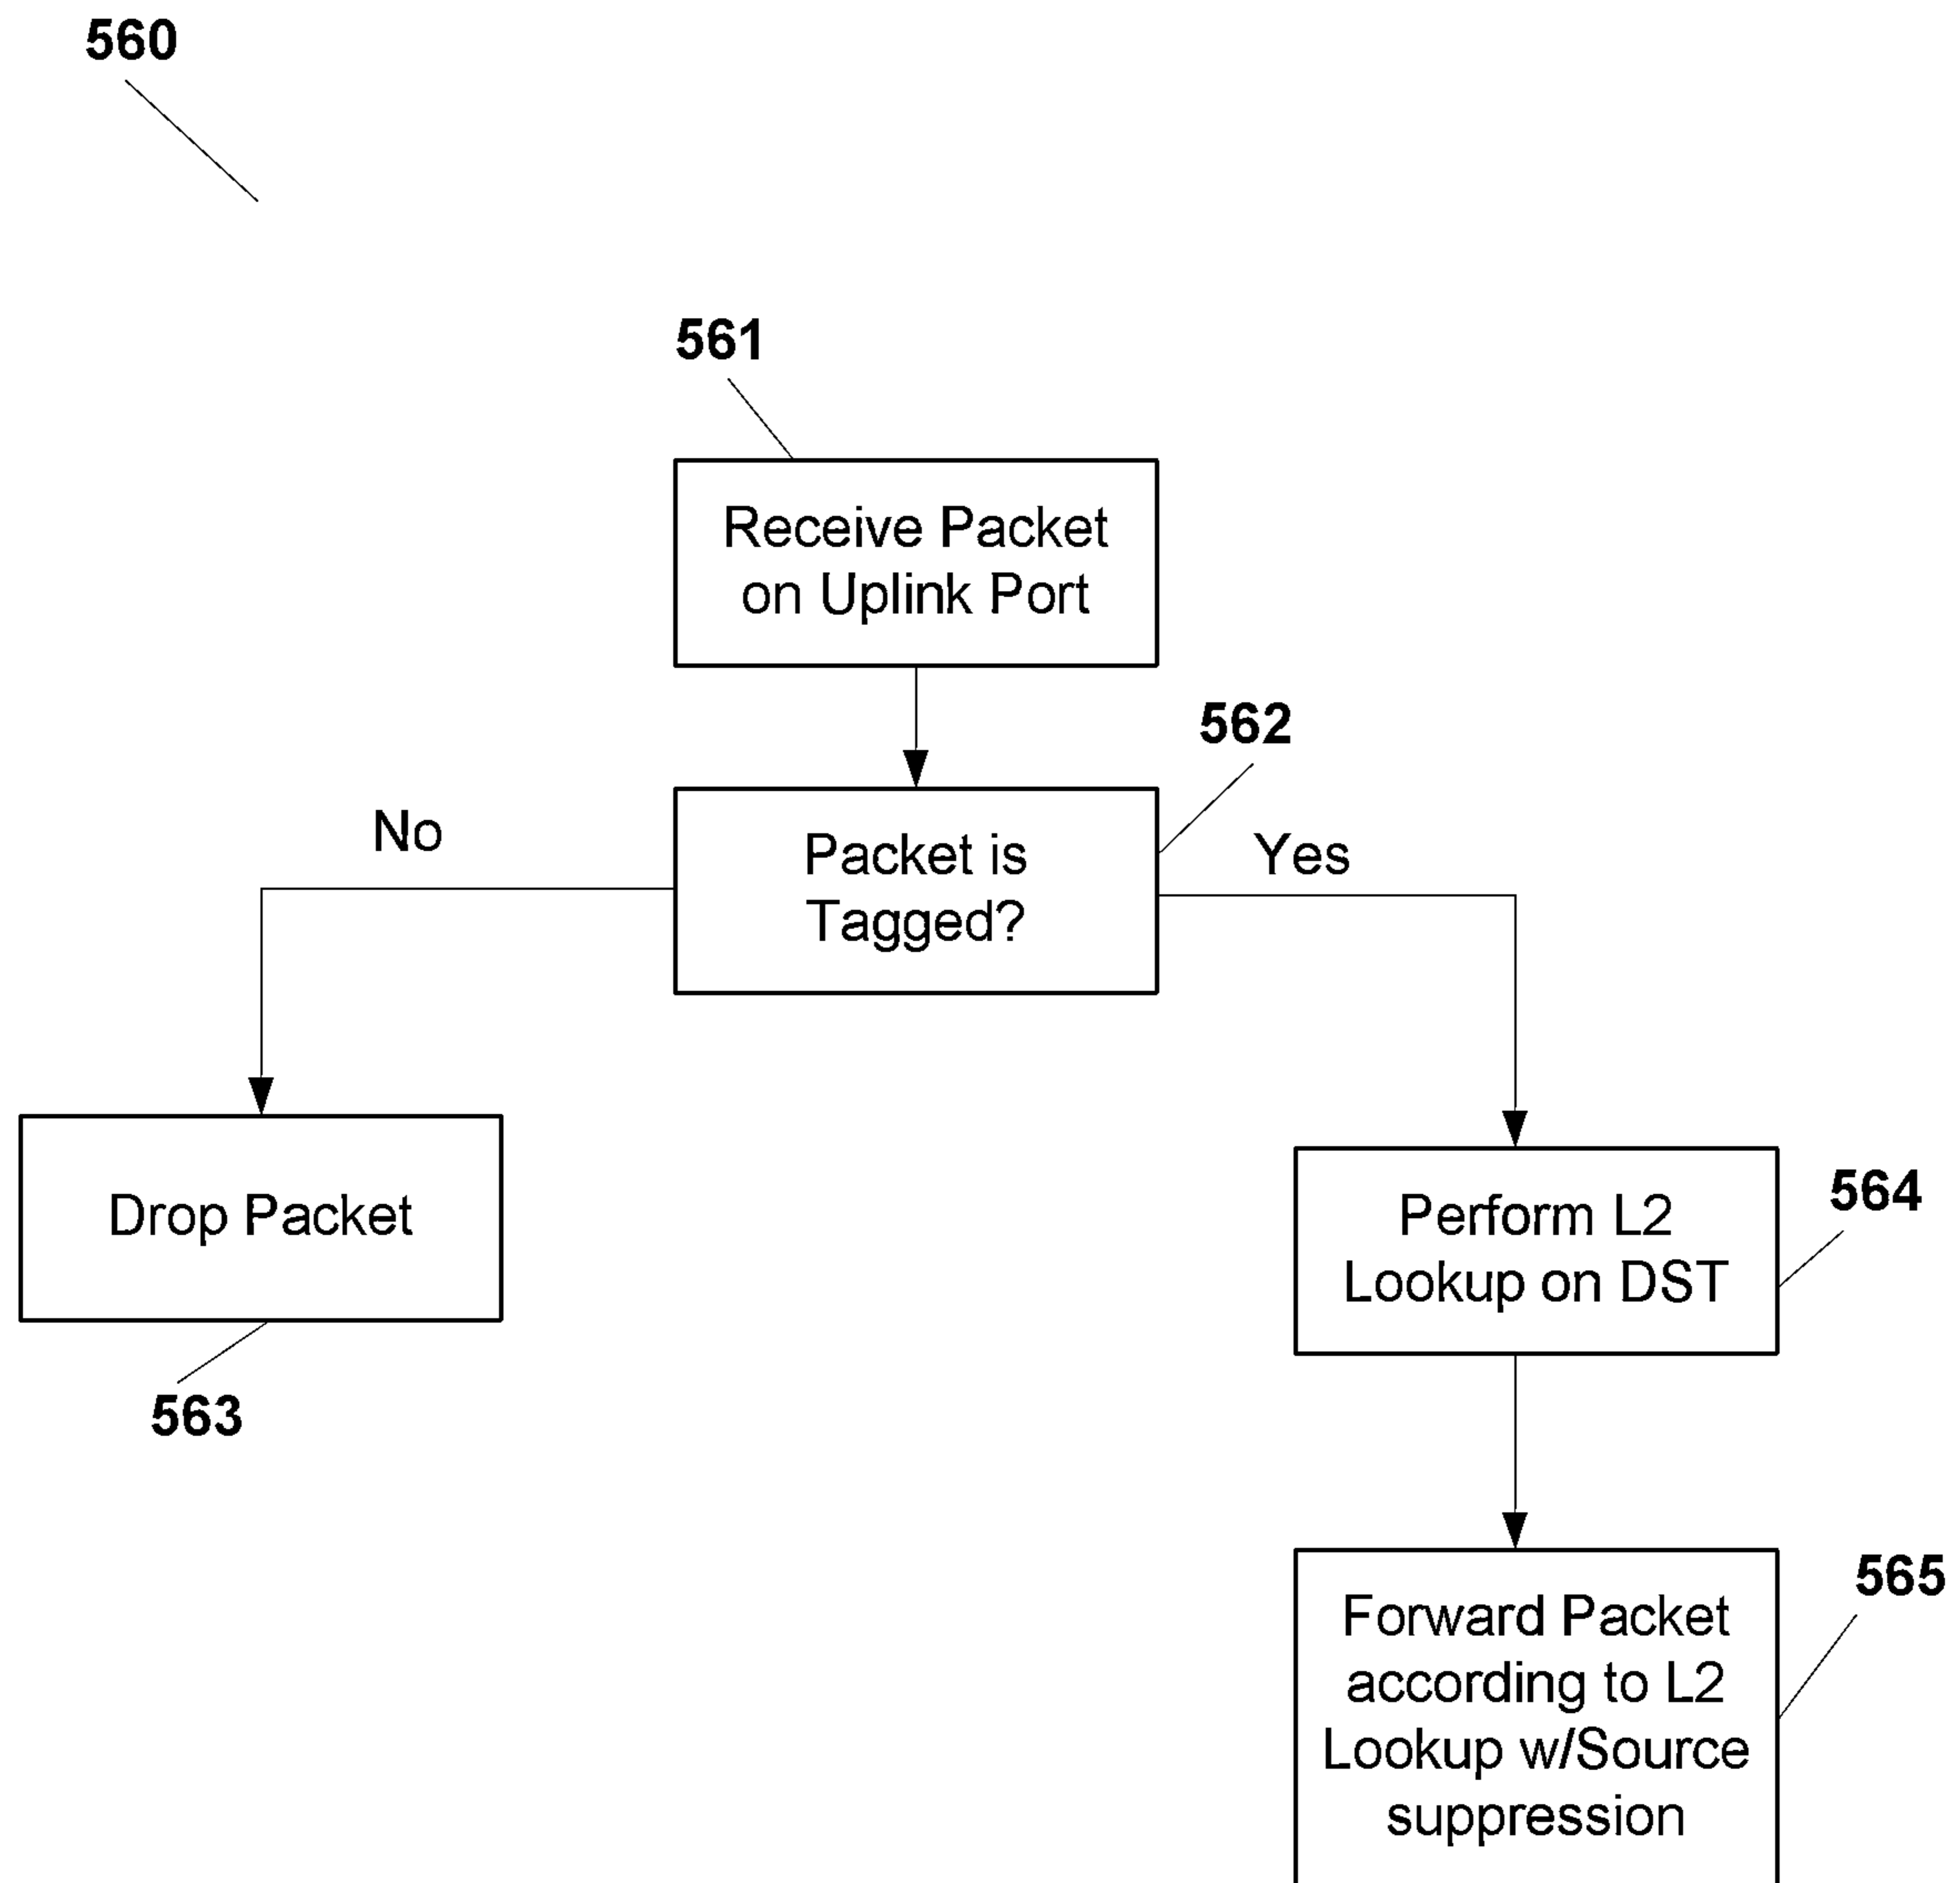 560
561
Receive Packet
on Uplink Port
562
No
Packet is
Tagged?
Yes
Drop Packet
563
Perform L2
Lookup on DST
564
565
Forward Packet
according to L2
Lookup w/Source
suppression